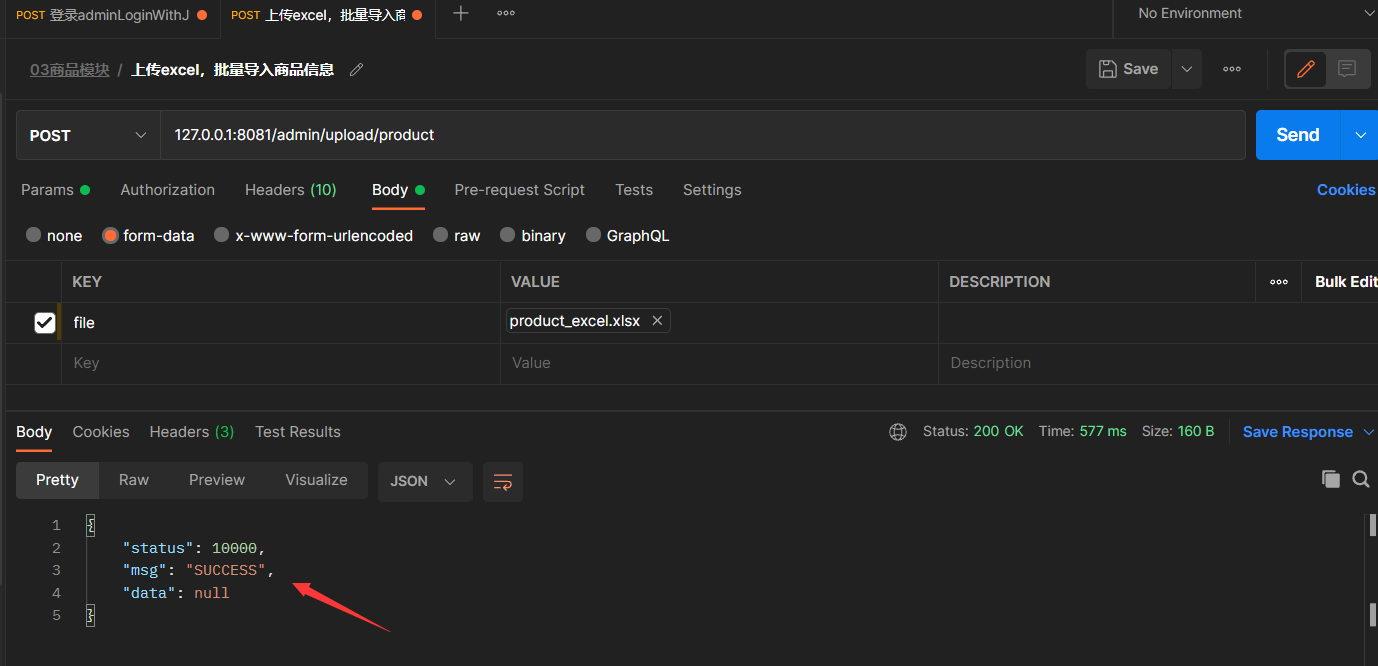 POST 登录adminLoginWithJ
POST 上传excel，批量导入商
No Environment
03商品模块 / 上传excel，批量导入商品信息
Save
POST
127.0.0.1:8081/admin/upload/product
Send
Params
Authorization
Headers (10)
Body
Pre-request Script
Tests
Settings
Cookies
none
form-data
x-www-form-urlencoded
raw
binary
GraphQL
KEY
VALUE
DESCRIPTION
Bulk Edit
file
product_excel.xlsx
Key
Value
Description
Body
Cookies
Headers (3)
Test Results
Status: 200 OK
Time: 577 ms
Size: 160 B
Save Response
Pretty
Raw
Preview
Visualize
JSON
1 {
2 "status": 10000,
3 "msg": "SUCCESS",
4 "data": null
5 }